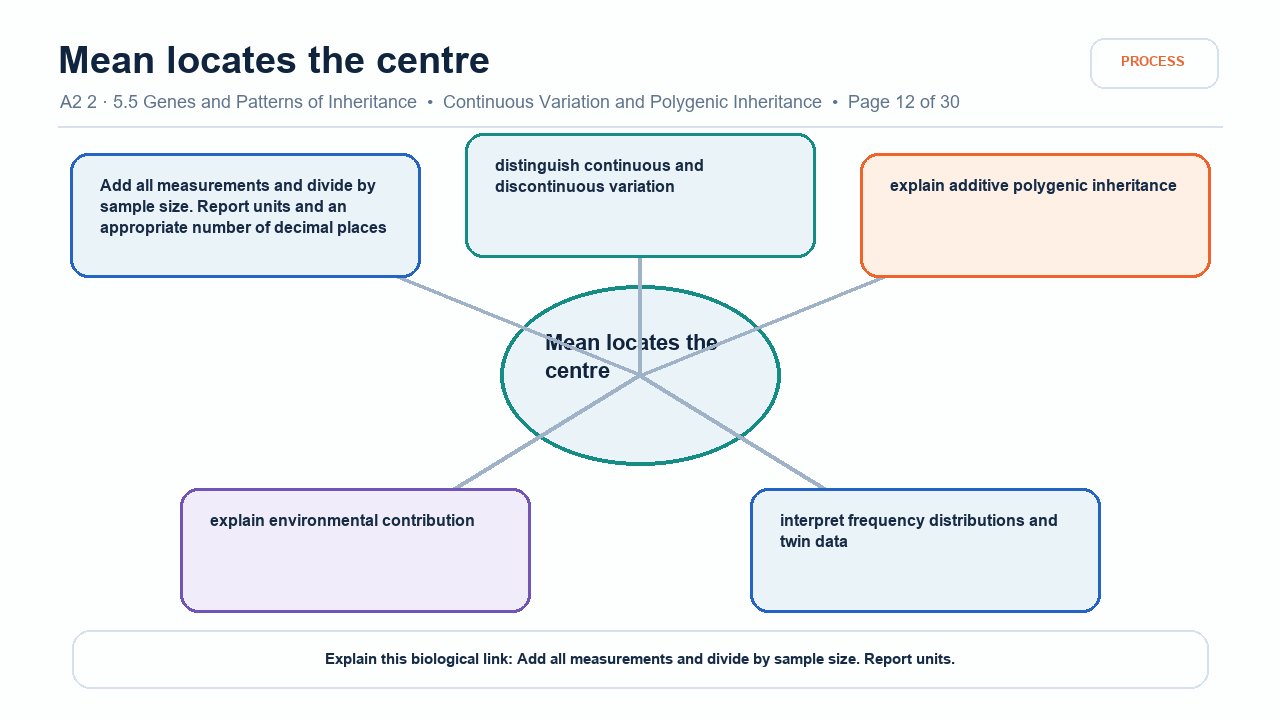 Mean locates the centre
PROCESS
A2 2 · 5.5 Genes and Patterns of Inheritance • Continuous Variation and Polygenic Inheritance • Page 12 of 30
Add all measurements and divide by
sample size. Report units and an
appropriate number of decimal places
distinguish continuous and
discontinuous variation
explain additive polygenic inheritance
Mean locates the
centre
explain environmental contribution
interpret frequency distributions and
twin data
Explain this biological link: Add all measurements and divide by sample size. Report units.